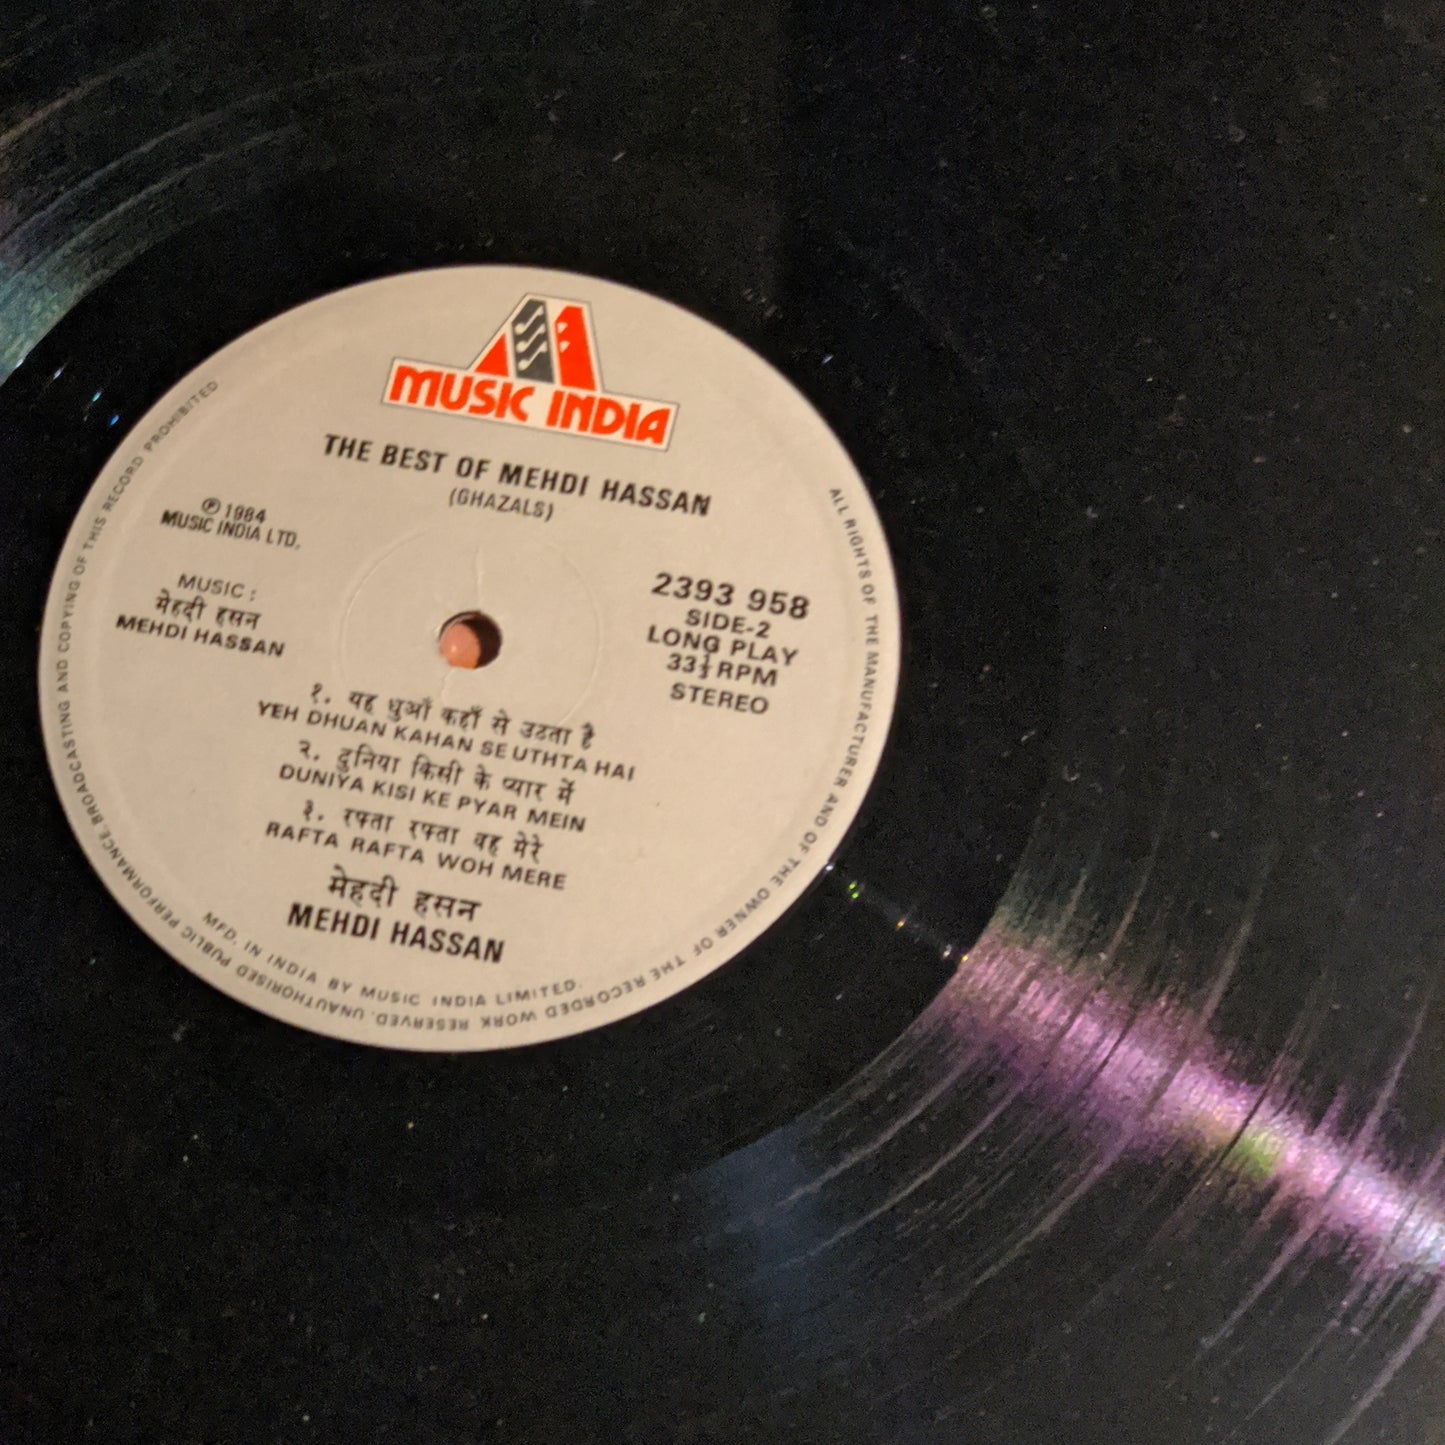 MUSIC INDIA
THE BEST OF MEHDI HASSAN
(GHAZALS)
℗ 1984
MUSIC INDIA LTD.
MUSIC :
मेहदी हसन
MEHDI HASSAN
2393 958
SIDE-2
LONG PLAY
33⅓ RPM
STEREO
१. यह धुआँ कहाँ से उठता है
YEH DHUAN KAHAN SE UTHTA HAI
२. दुनिया किसी के प्यार में
DUNIYA KISI KE PYAR MEIN
३. रफ्ता रफ्ता वह मेरे
RAFTA RAFTA WOH MERE
मेहदी हसन
MEHDI HASSAN
MFD. IN INDIA BY MUSIC INDIA LIMITED.
ALL RIGHTS OF THE MANUFACTURER AND OF THE OWNER OF THE RECORDED WORK RESERVED. UNAUTHORISED PUBLIC PERFORMANCE BROADCASTING AND COPYING OF THIS RECORD PROHIBITED